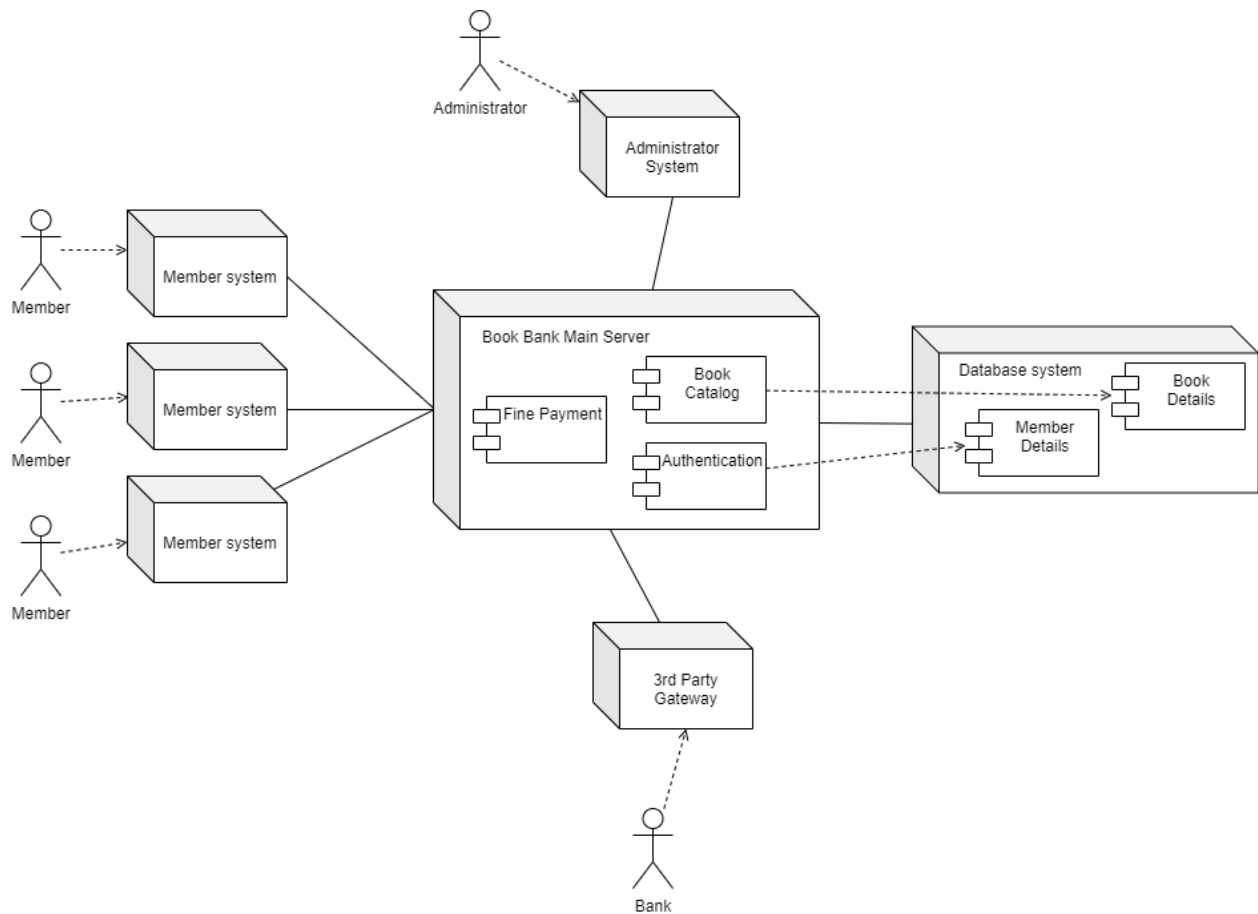 Administrator
Administrator
System
Member
Member system
Member
Member system
Member
Member system
Book Bank Main Server
Fine Payment
Book
Catalog
Authentication
Database system
Book
Details
Member
Details
3rd Party
Gateway
Bank